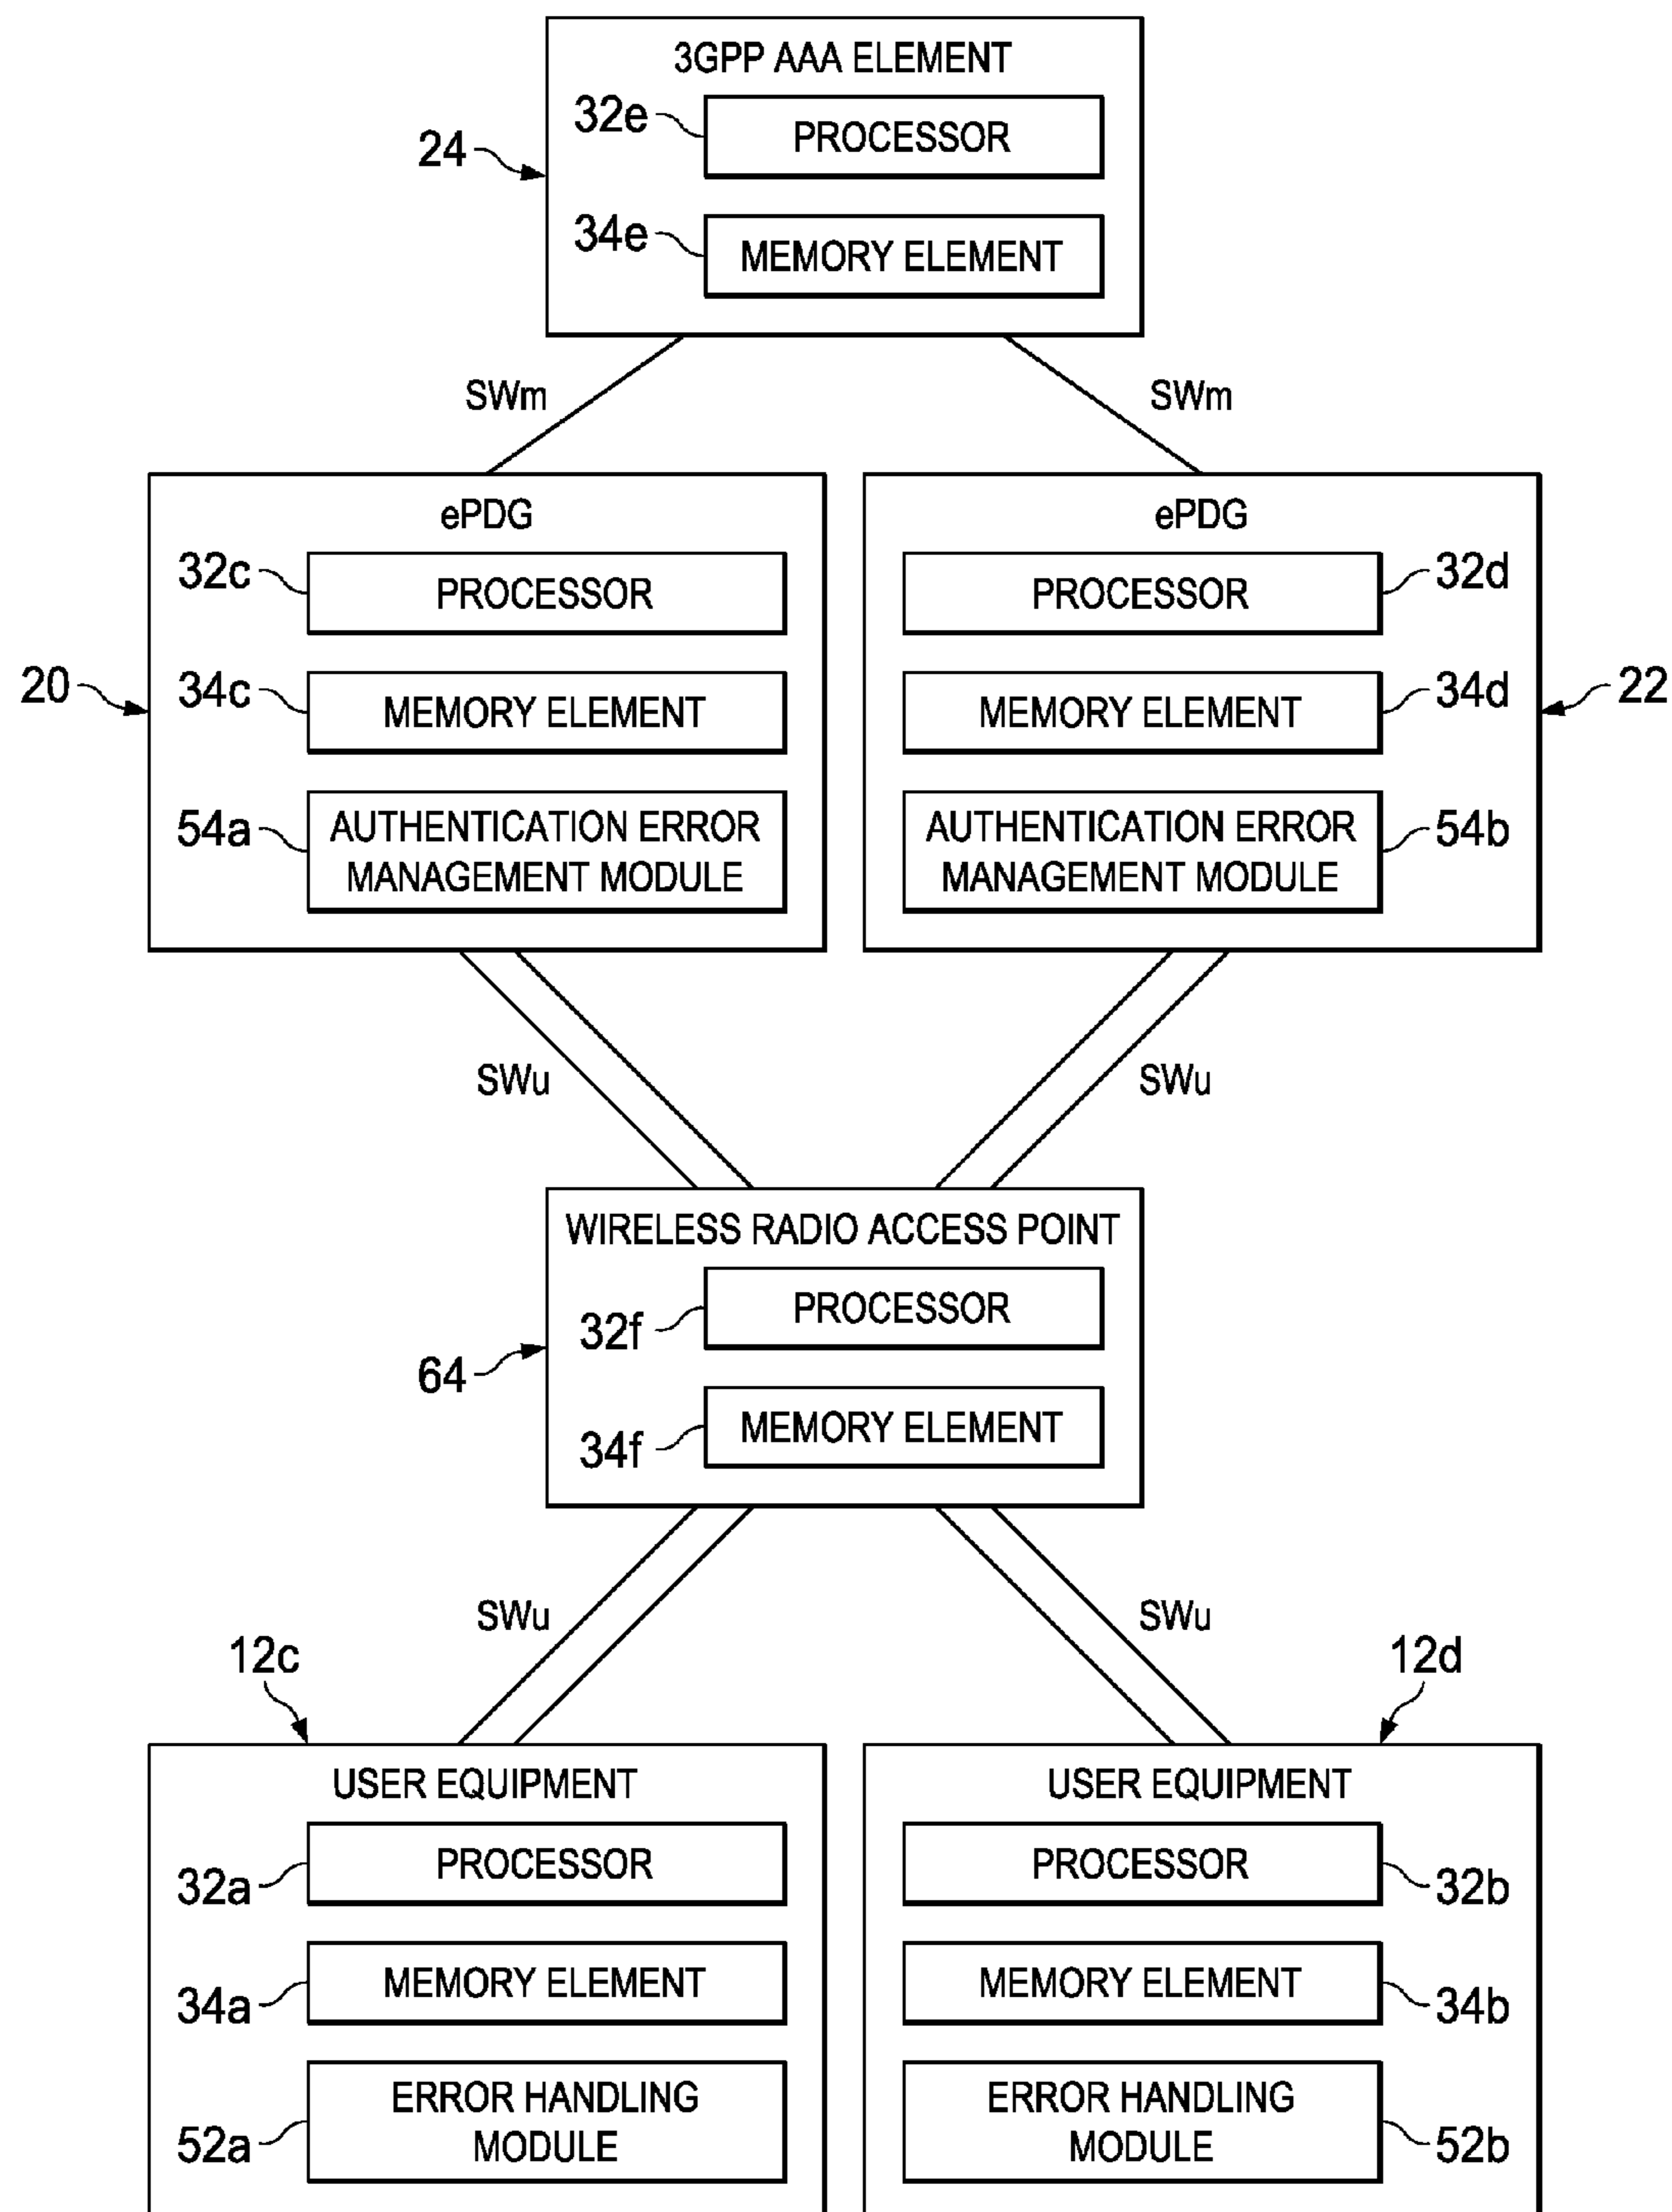 3GPP AAA ELEMENT
32e
PROCESSOR
24
34e
MEMORY ELEMENT
SWm
SWm
ePDG
ePDG
32c
PROCESSOR
PROCESSOR
32d
20
34c
MEMORY ELEMENT
MEMORY ELEMENT
34d
22
54a
AUTHENTICATION ERROR
MANAGEMENT MODULE
AUTHENTICATION ERROR
MANAGEMENT MODULE
54b
SWu
SWu
WIRELESS RADIO ACCESS POINT
PROCESSOR
32f
64
MEMORY ELEMENT
34f
SWu
SWu
12c
12d
USER EQUIPMENT
USER EQUIPMENT
32a
PROCESSOR
PROCESSOR
32b
34a
MEMORY ELEMENT
MEMORY ELEMENT
34b
52a
ERROR HANDLING
MODULE
ERROR HANDLING
MODULE
52b